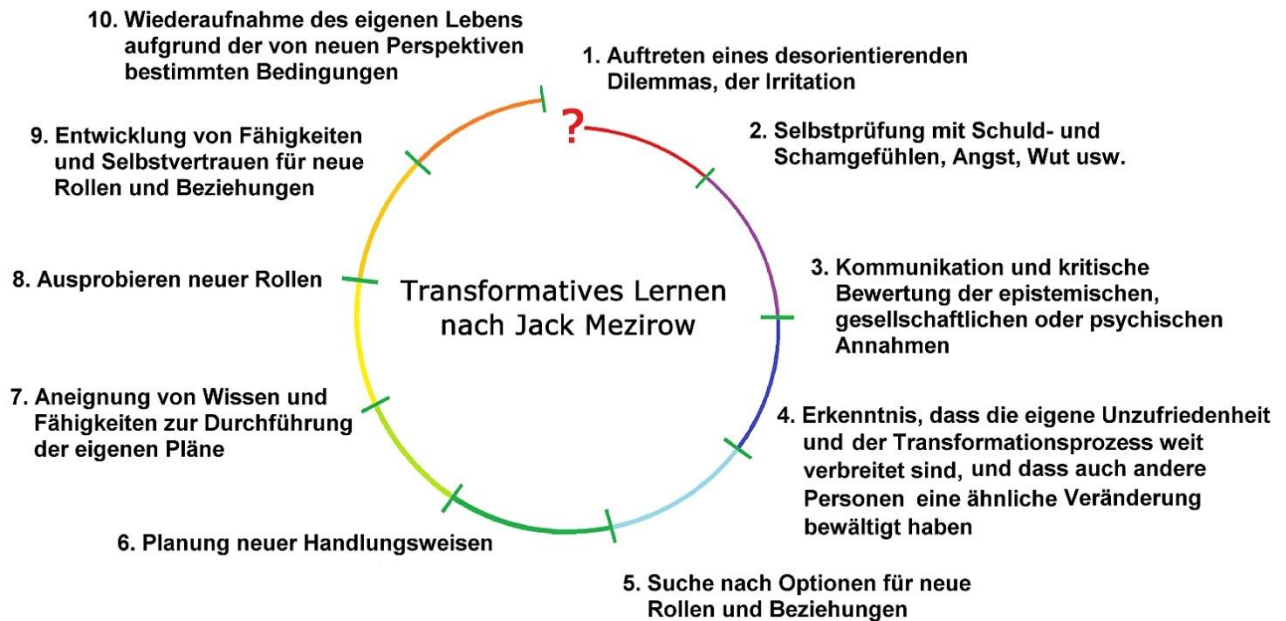 10. Wiederaufnahme des eigenen Lebens
aufgrund der von neuen Perspektiven
bestimmten Bedingungen
1. Auftreten eines desorientierenden
Dilemmas, der Irritation
?
2. Selbstprüfung mit Schuld- und
Schamgefühlen, Angst, Wut usw.
9. Entwicklung von Fähigkeiten
und Selbstvertrauen für neue
Rollen und Beziehungen
3. Kommunikation und kritische
Bewertung der epistemischen,
gesellschaftlichen oder psychischen
Annahmen
8. Ausprobieren neuer Rollen
Transformatives Lernen
nach Jack Mezirow
7. Aneignung von Wissen und
Fähigkeiten zur Durchführung
der eigenen Pläne
4. Erkenntnis, dass die eigene Unzufriedenheit
und der Transformationsprozess weit
verbreitet sind, und dass auch andere
Personen eine ähnliche Veränderung
bewältigt haben
6. Planung neuer Handlungsweisen
5. Suche nach Optionen für neue
Rollen und Beziehungen